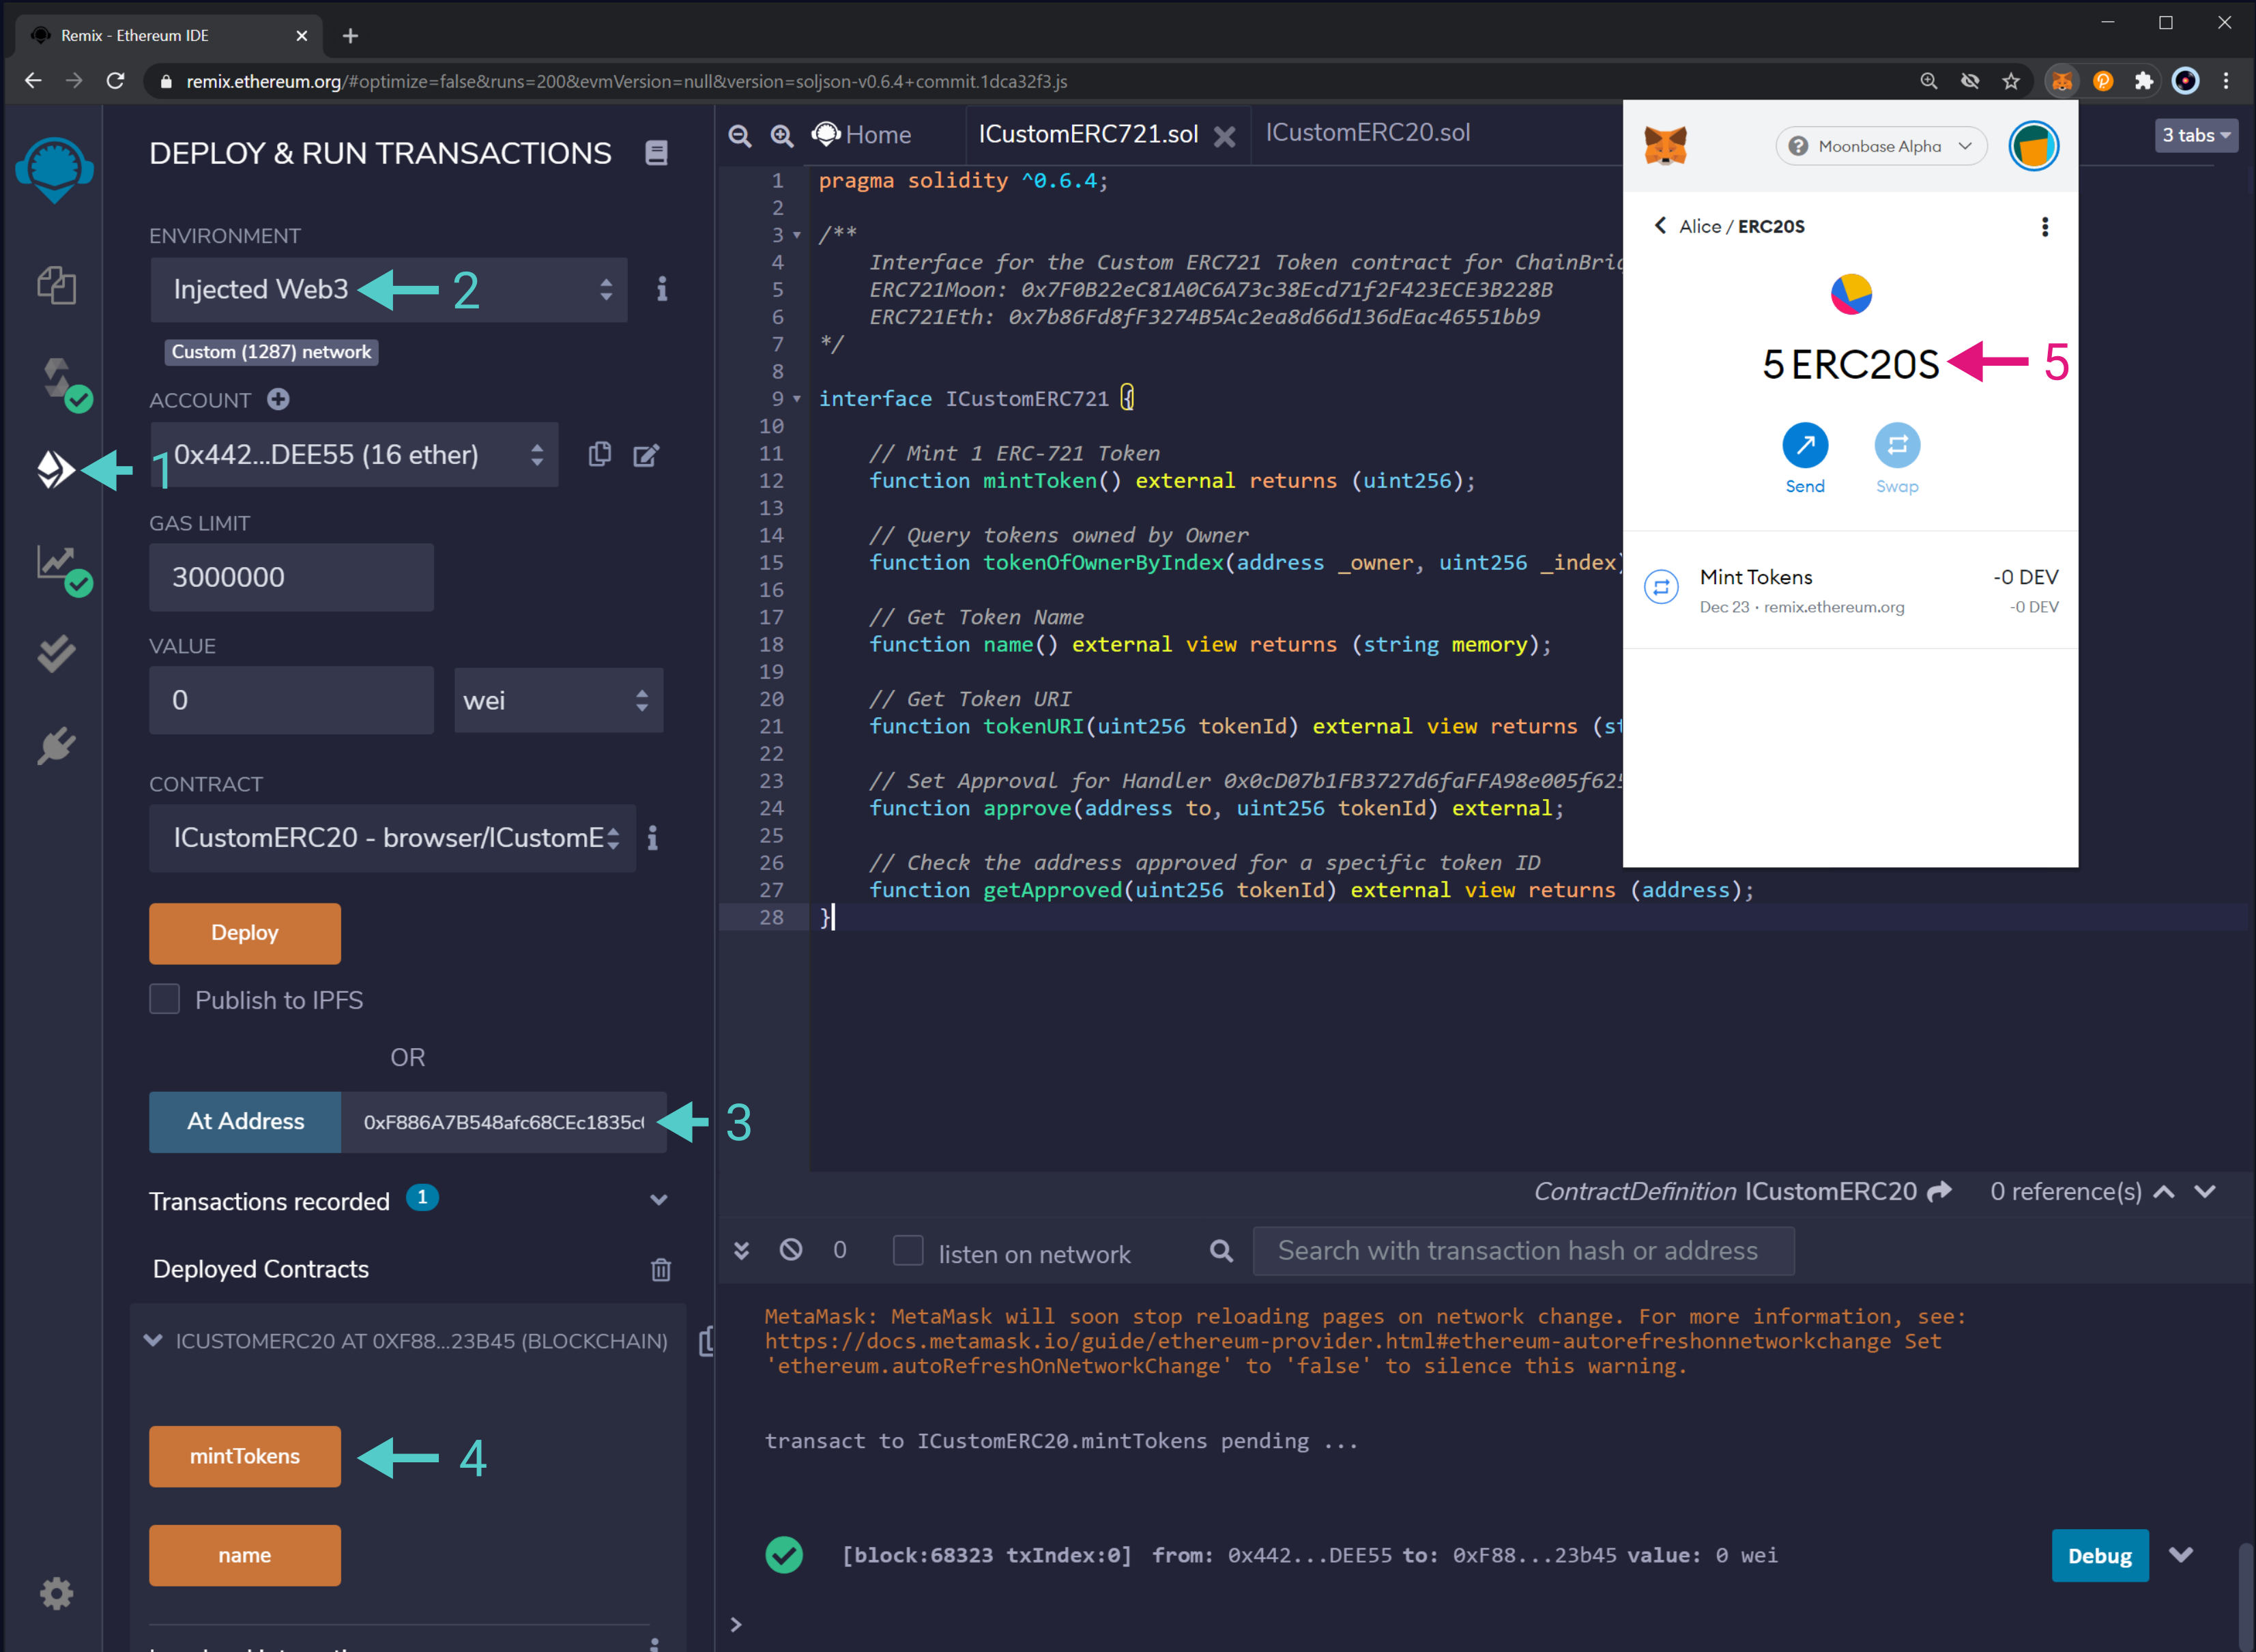 Remix - Ethereum IDE
remix.ethereum.org/#optimize=false&runs=200&evmVersion=null&version=soljson-v0.6.4+commit.1dca32f3.js
DEPLOY & RUN TRANSACTIONS
ENVIRONMENT
Injected Web3
2
Custom (1287) network
ACCOUNT
1
0x442...DEE55 (16 ether)
GAS LIMIT
3000000
VALUE
0
wei
CONTRACT
ICustomERC20 - browser/ICustomE
Deploy
Publish to IPFS
OR
At Address
0xF886A7B548afc68CEc1835c
3
Transactions recorded 1
Deployed Contracts
ICUSTOMERC20 AT 0XF88...23B45 (BLOCKCHAIN)
mintTokens
4
name
Home
ICustomERC721.sol
ICustomERC20.sol
3 tabs
1 pragma solidity ^0.6.4;
2
3 /**
4 Interface for the Custom ERC721 Token contract for
5 ERC721Moon: 0x7F0B22eC81A0C6A73c38Ecd71f2F423ECE3B228B
6 ERC721Eth: 0x7b86Fd8fF3274B5Ac2ea8d66d136dEac46551bb9
7 */
8
9 interface ICustomERC721 {
10
11 // Mint 1 ERC-721 Token
12 function mintToken() external returns (uint256);
13
14 // Query tokens owned by Owner
15 function tokenOfOwnerByIndex(address _owner, uint256 _index)
16
17 // Get Token Name
18 function name() external view returns (string memory);
19
20 // Get Token URI
21 function tokenURI(uint256 tokenId) external view returns (
22
23 // Set Approval for Handler 0x0cD07b1FB3727d6faFFA98e005f625
24 function approve(address to, uint256 tokenId) external;
25
26 // Check the address approved for a specific token ID
27 function getApproved(uint256 tokenId) external view returns (address);
28 }
Moonbase Alpha
Alice / ERC20S
5 ERC20S
5
Send
Swap
Mint Tokens
-0 DEV
Dec 23 · remix.ethereum.org
-0 DEV
ContractDefinition ICustomERC20
0 reference(s)
0
listen on network
Search with transaction hash or address
MetaMask: MetaMask will soon stop reloading pages on network change. For more information, see:
https://docs.metamask.io/guide/ethereum-provider.html#ethereum-autorefreshonnetworkchange Set
'ethereum.autoRefreshOnNetworkChange' to 'false' to silence this warning.
transact to ICustomERC20.mintTokens pending ...
[block:68323 txIndex:0] from: 0x442...DEE55 to: 0xF88...23b45 value: 0 wei
Debug
>